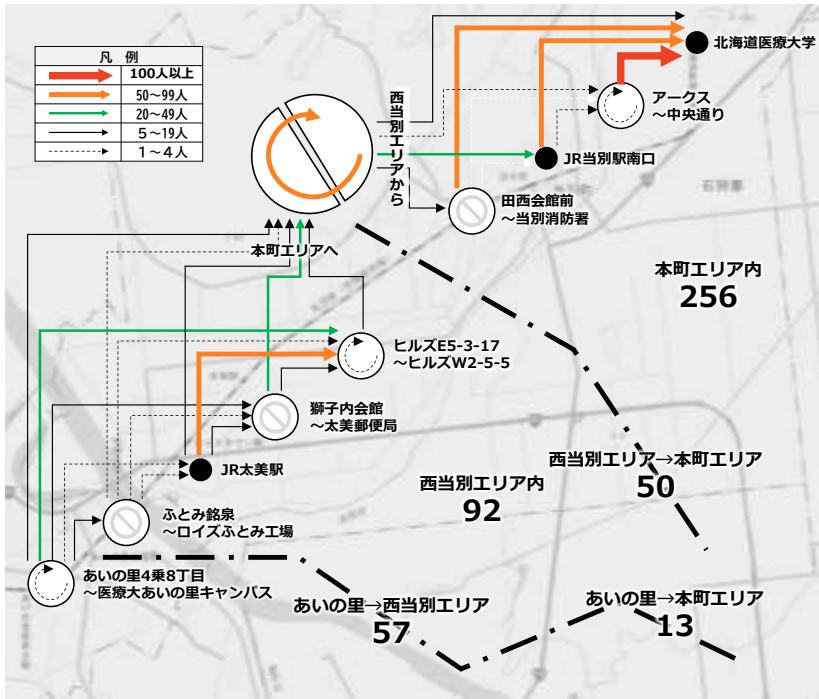 凡 例
100人以上
50～99人
20～49人
5～19人
1～4人
北海道医療大学
アークス
～中央通り
西当別エリアから
JR当別駅南口
田西会館前
～当別消防署
本町エリアへ
本町エリア内
256
ヒルズE5-3-17
～ヒルズW2-5-5
獅子内会館
～太美郵便局
JR太美駅
西当別エリア→本町エリア
50
西当別エリア内
92
ふとみ銘泉
～ロイズふとみ工場
あいの里4乗8丁目
～医療大あいの里キャンパス
あいの里→西当別エリア
57
あいの里→本町エリア
13